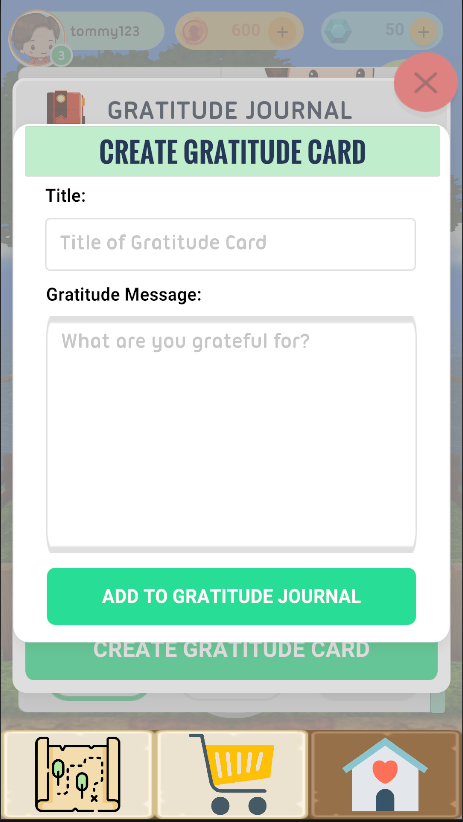 tommy123
600
+
50
+
3
GRATITUDE JOURNAL
CREATE GRATITUDE CARD
Title:
Title of Gratitude Card
Gratitude Message:
What are you grateful for?
ADD TO GRATITUDE JOURNAL
CREATE GRATITUDE CARD